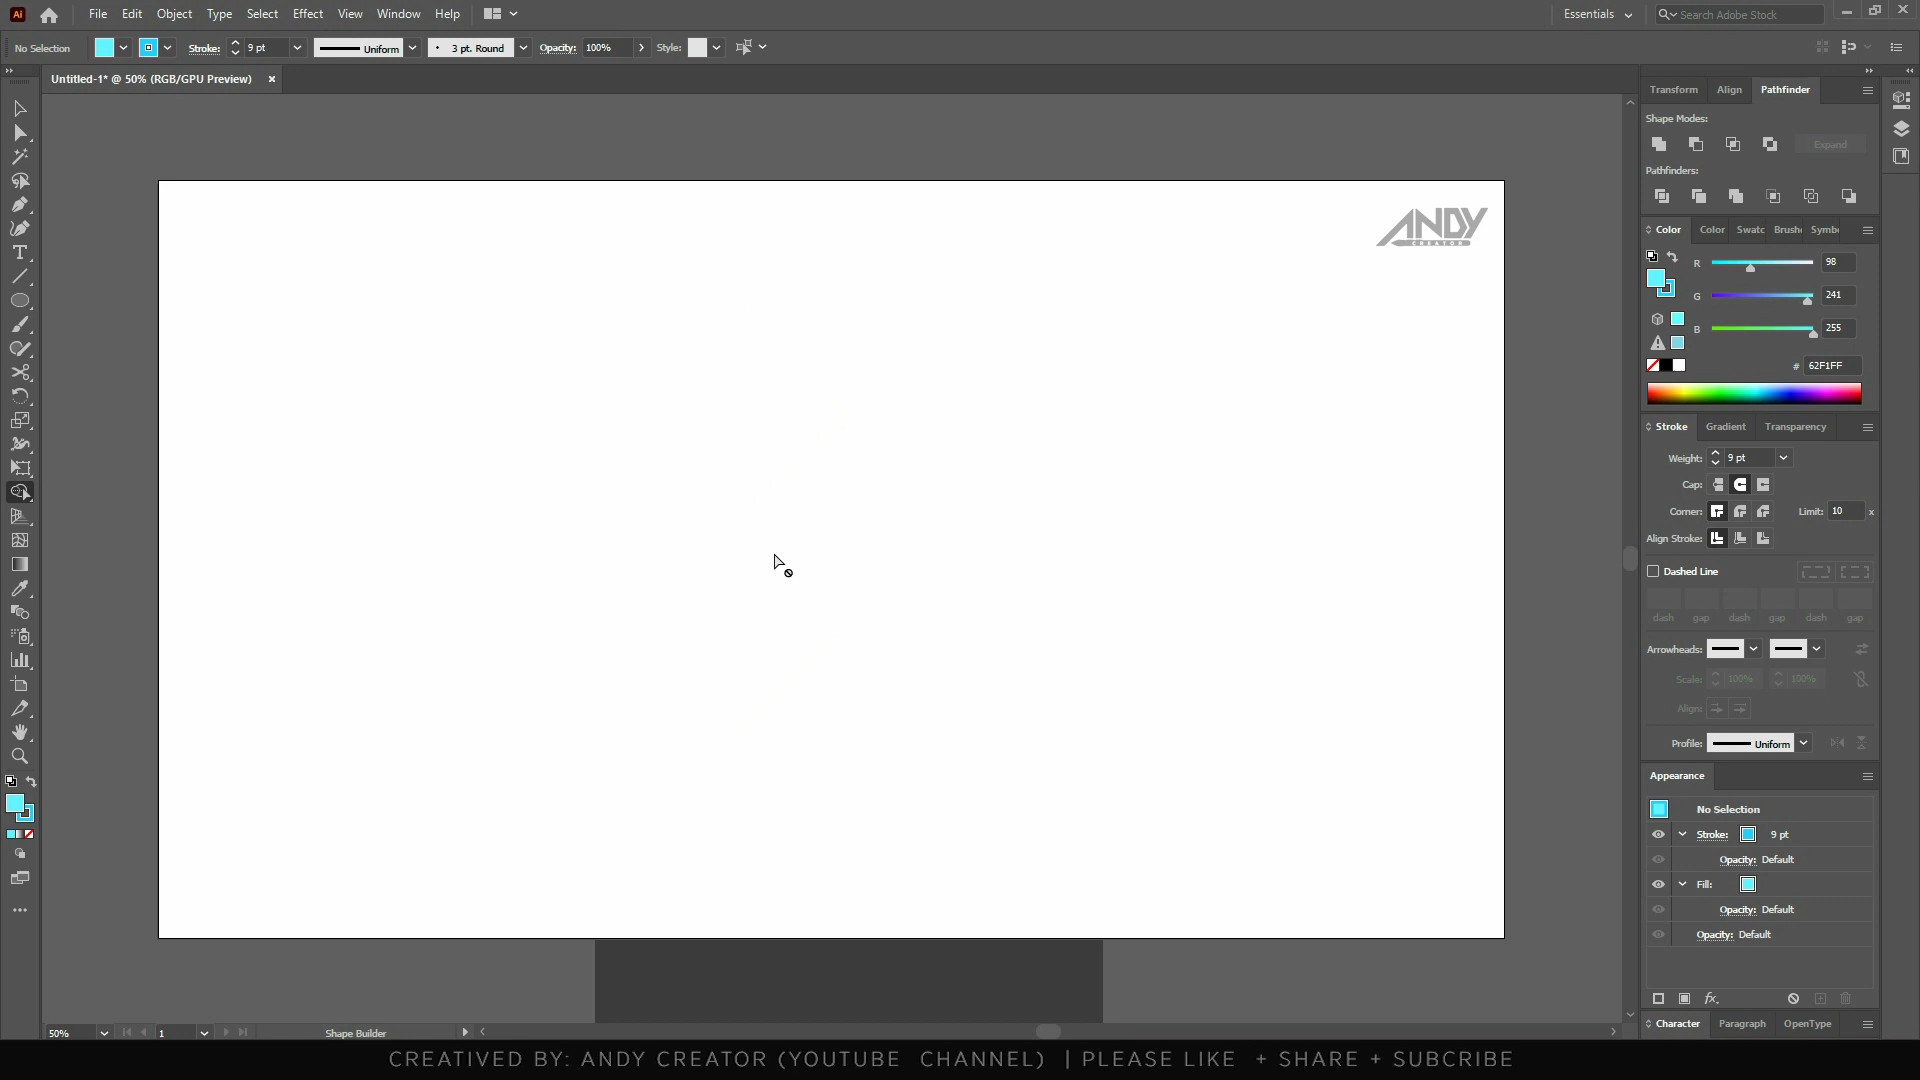 Ai File Edit Object Type Select Effect View Window Help Essentials Search Adobe Stock
No Selection Stroke: 9 pt Uniform 3 pt. Round Opacity: 100% Style:
Untitled-1* @ 50% (RGB/GPU Preview)
Transform Align Pathfinder
Shape Modes:
Expand
Pathfinders:
ANDY
CREATOR
Color Color Swatc Brushe Symbo
R 98
G 241
B 255
# 62F1FF
Stroke Gradient Transparency
Weight: 9 pt
Cap:
Corner: Limit: 10 x
Align Stroke:
Dashed Line
dash gap dash gap dash gap
Arrowheads:
Scale: 100% 100%
Align:
Profile: Uniform
Appearance
No Selection
Stroke: 9 pt
Opacity: Default
Fill:
Opacity: Default
Opacity: Default
fx
Character Paragraph OpenType
50% 1 Shape Builder
CREATIVED BY: ANDY CREATOR (YOUTUBE CHANNEL) | PLEASE LIKE + SHARE + SUBCRIBE